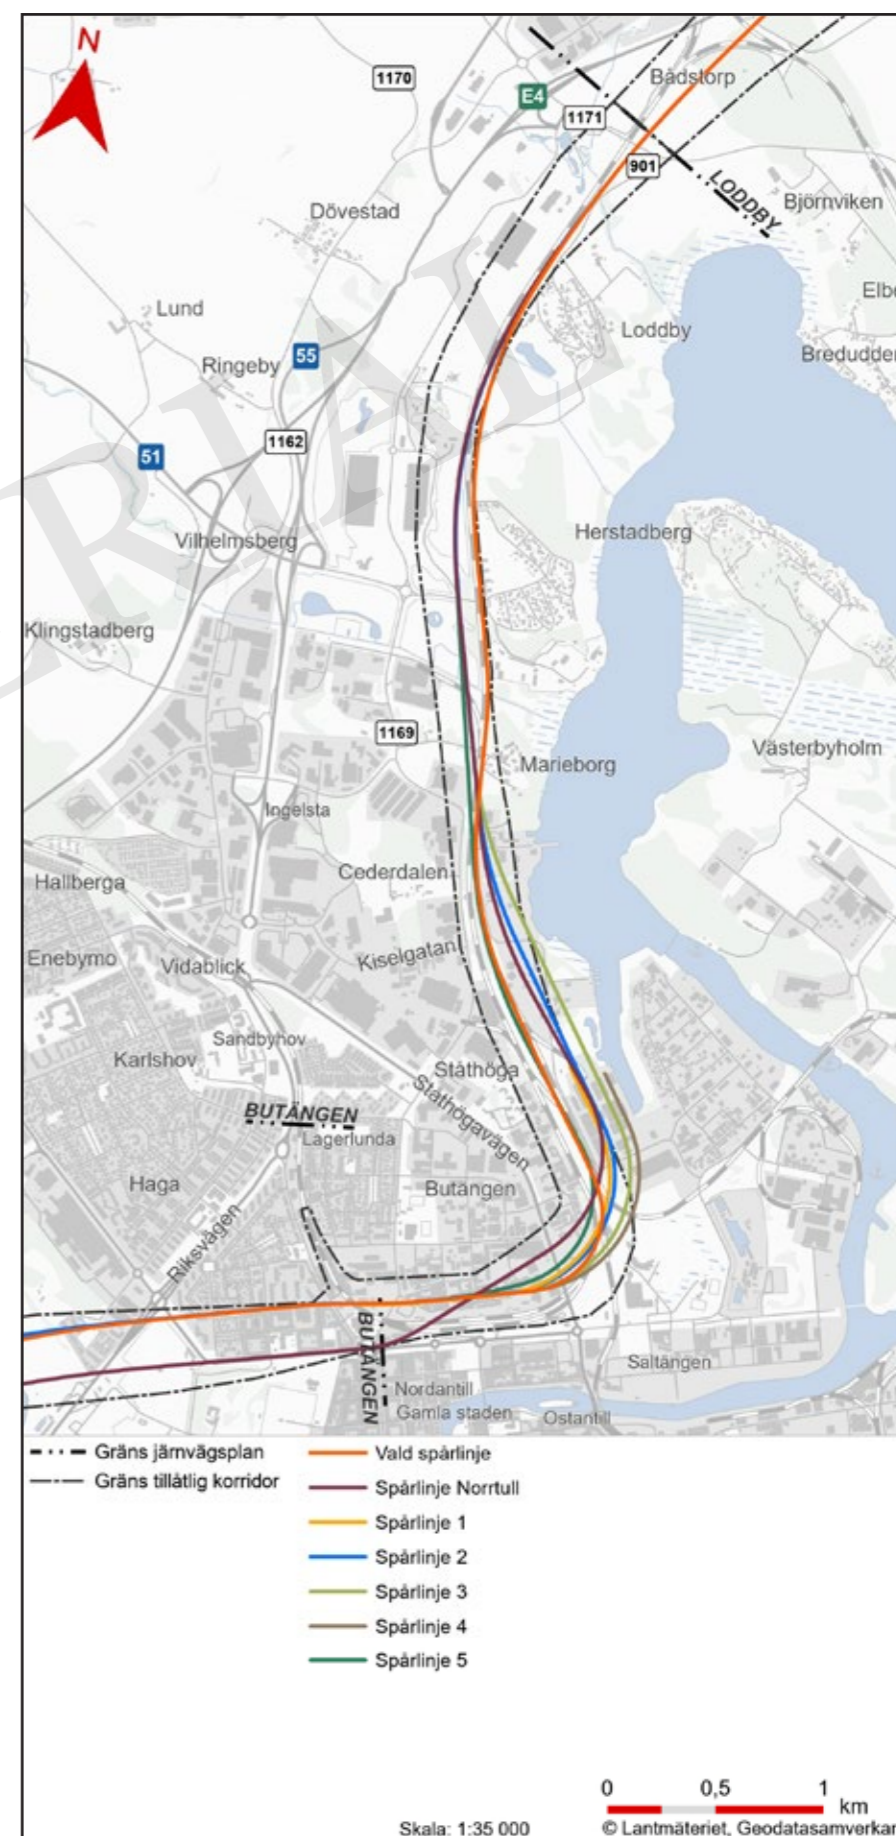 N
1170
Bådstorp
E4
1171
901
LODDBY
Björnviken
Dövestad
Lund
Loddby
Ringeby
55
Bredudden
1162
51
Herstadberg
Vilhelmsberg
Klingstadberg
1169
Västerbyholm
Marieborg
Ingelsta
Cederdalen
Hallberga
Enebymo
Vidablick
Kiselgatan
Sandbyhov
Karlshov
Ståthöga
Ståthögavägen
BUTÄNGEN
Lagerlunda
Haga
Butängen
Riksvägen
BUTÄNGEN
Saltängen
Nordantill
Gamla staden
Östantill
Gräns järnvägsplan
Gräns tillåtlig korridor
Vald spårlinje
Spårlinje Norrtull
Spårlinje 1
Spårlinje 2
Spårlinje 3
Spårlinje 4
Spårlinje 5
0 0,5 1
km
Skala: 1:35 000
© Lantmäteriet, Geodatasamverkan